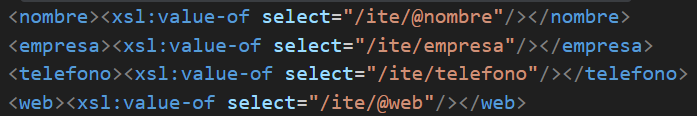 <nombre><xsl:value-of select="/ite/@nombre"/></nombre>
<empresa><xsl:value-of select="/ite/empresa"/></empresa>
<telefono><xsl:value-of select="/ite/telefono"/></telefono>
<web><xsl:value-of select="/ite/@web"/></web>